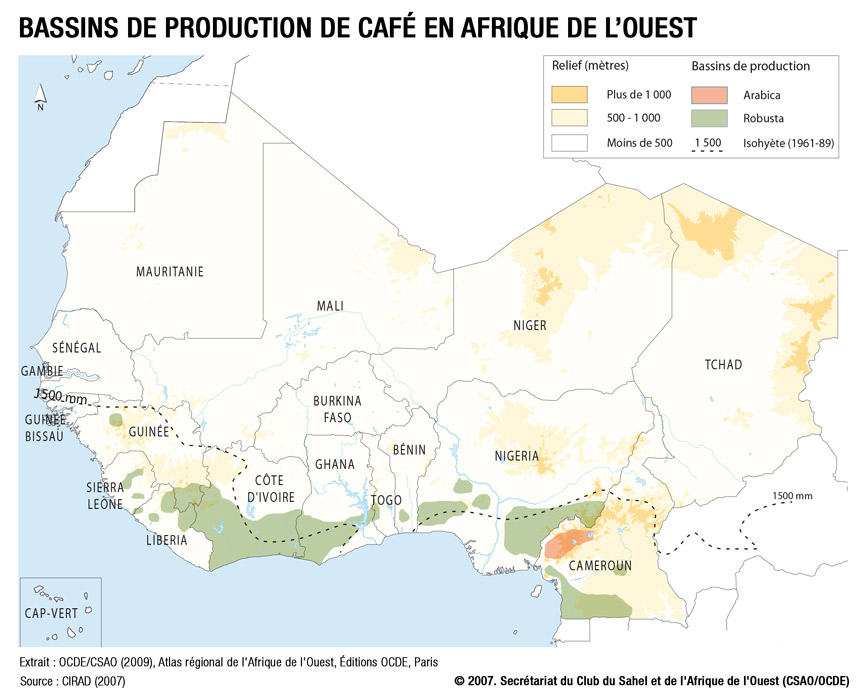 BASSINS DE PRODUCTION DE CAFÉ EN AFRIQUE DE L'OUEST
Relief (mètres)
Bassins de production
Plus de 1 000
Arabica
500 - 1 000
Robusta
Moins de 500
1 500
Isohyète (1961-89)
N
MAURITANIE
MALI
NIGER
TCHAD
SÉNÉGAL
GAMBIE
1500 mm
GUINÉE
BISSAU
GUINÉE
BURKINA
FASO
BÉNIN
NIGERIA
GHANA
CÔTE
D'IVOIRE
TOGO
SIERRA
LEÔNE
LIBERIA
1500 mm
CAMEROUN
CAP-VERT
Extrait : OCDE/CSAO (2009), Atlas régional de l'Afrique de l'Ouest, Éditions OCDE, Paris
Source : CIRAD (2007)
© 2007. Secrétariat du Club du Sahel et de l'Afrique de l'Ouest (CSAO/OCDE)